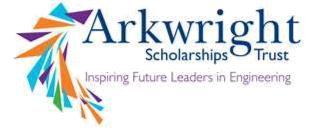 Arkwright
Scholarships Trust
Inspiring Future Leaders in Engineering